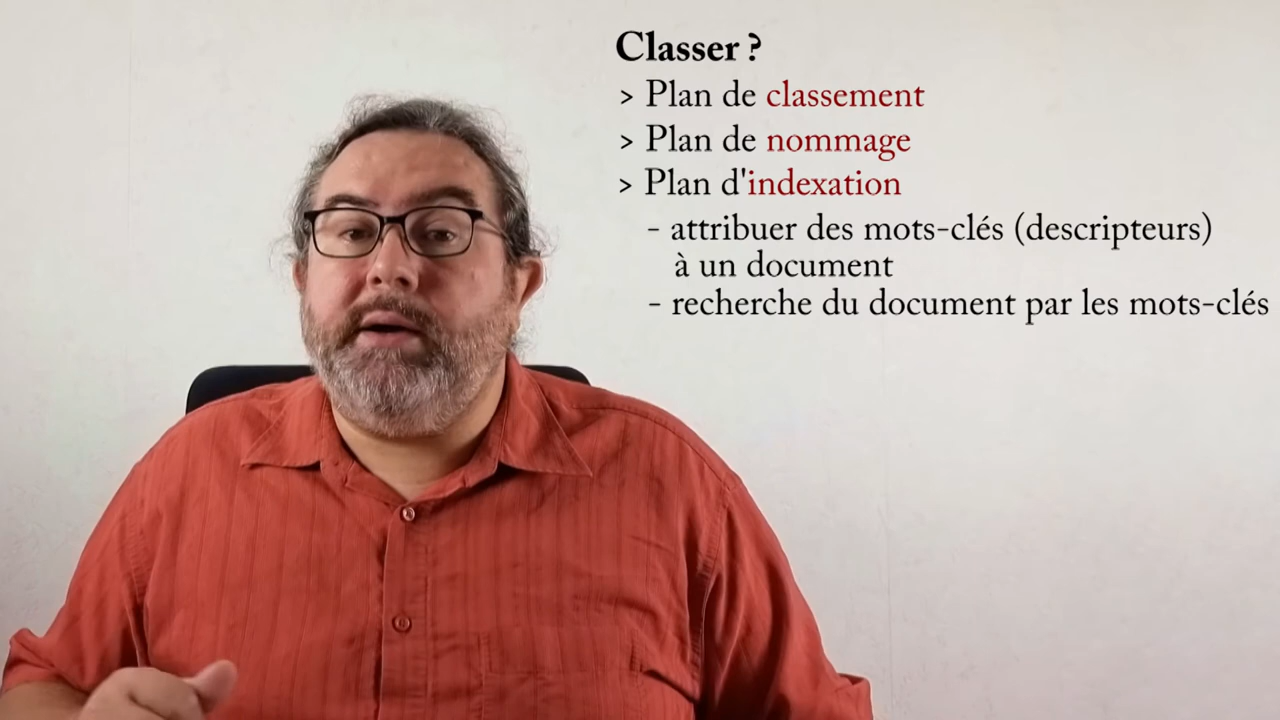 Classer ?
> Plan de classement
> Plan de nommage
> Plan d'indexation
- attribuer des mots-clés (descripteurs)
à un document
- recherche du document par les mots-clés